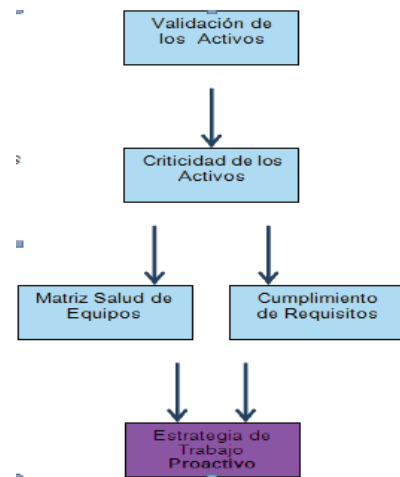 Validación de
los Activos
Criticidad de los
Activos
Matriz Salud de
Equipos
Cumplimiento
de Requisitos
Estrategia de
Trabajo
Proactivo